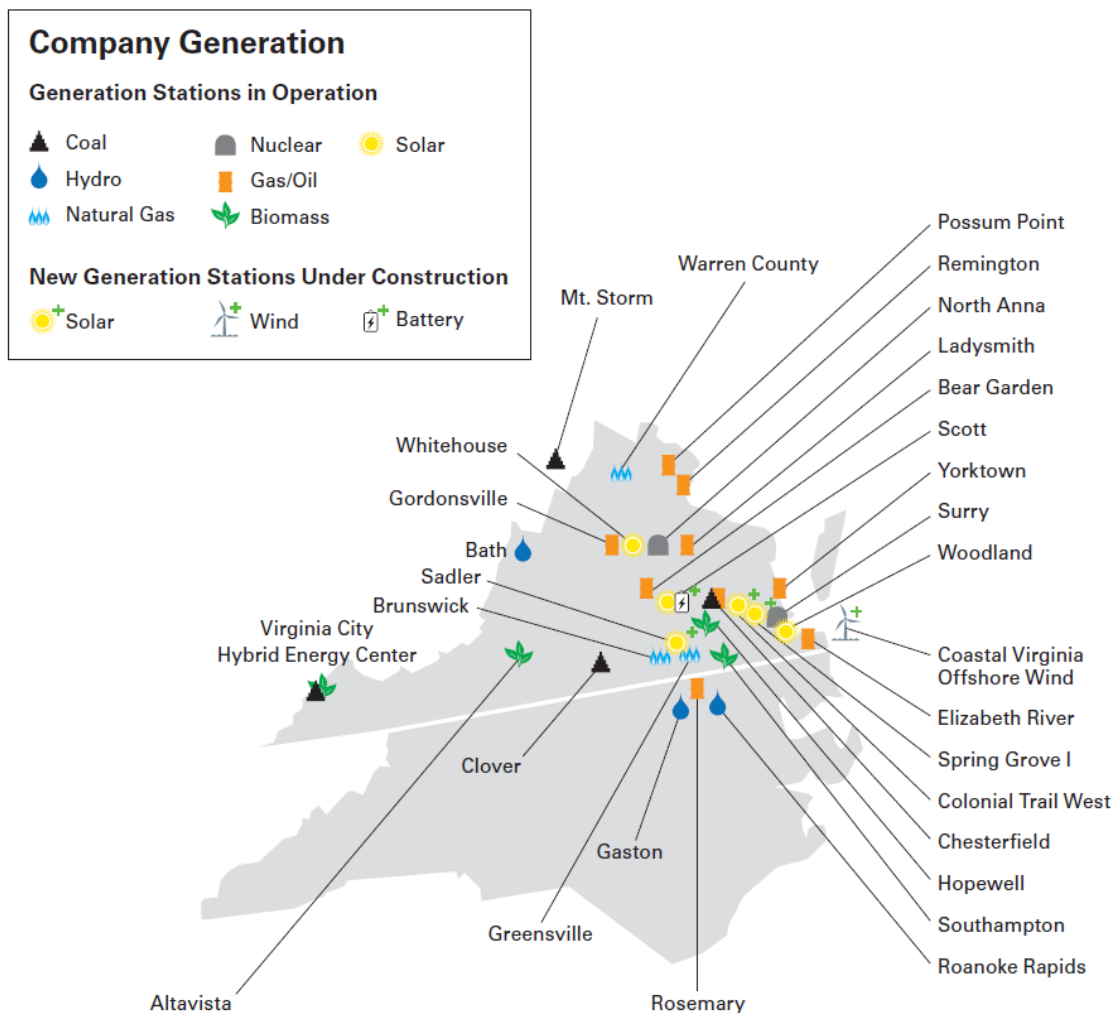 Company Generation
Generation Stations in Operation
Coal
Nuclear
Solar
Hydro
Gas/Oil
Natural Gas
Biomass
New Generation Stations Under Construction
Solar
Wind
Battery
Possum Point
Warren County
Remington
Mt. Storm
North Anna
Ladysmith
Bear Garden
Scott
Whitehouse
Yorktown
Gordonsville
Surry
Bath
Woodland
Sadler
Brunswick
Virginia City
Hybrid Energy Center
Coastal Virginia
Offshore Wind
Elizabeth River
Clover
Spring Grove I
Colonial Trail West
Gaston
Chesterfield
Hopewell
Greensville
Southampton
Roanoke Rapids
Altavista
Rosemary